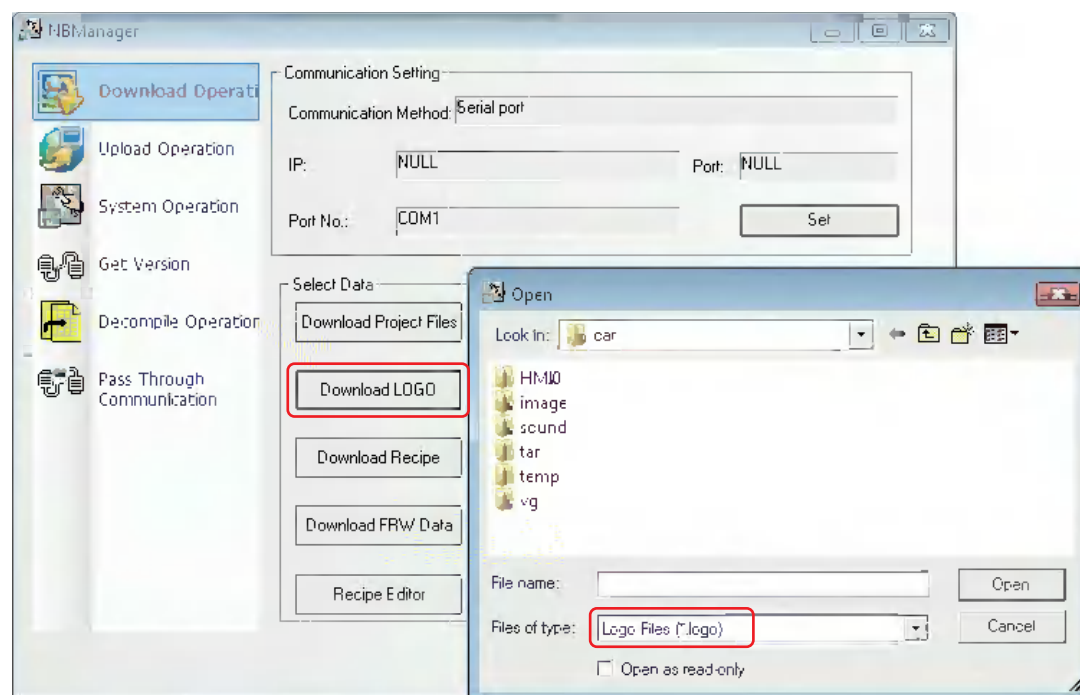 NBManager
Download Operati
Upload Operation
System Operation
Get Version
Decompile Operation
Pass Through
Communication
Communication Setting
Communication Method: Serial port
IP: NULL Port: NULL
Port No.: COM1 Set
Select Data
Download Project Files
Download LOGO
Download Recipe
Download FRW Data
Recipe Editor
Open
Look in: car
HMI0
image
sound
tar
temp
vg
File name: Open
Files of type: Logo Files (*.logo) Cancel
Open as read-only